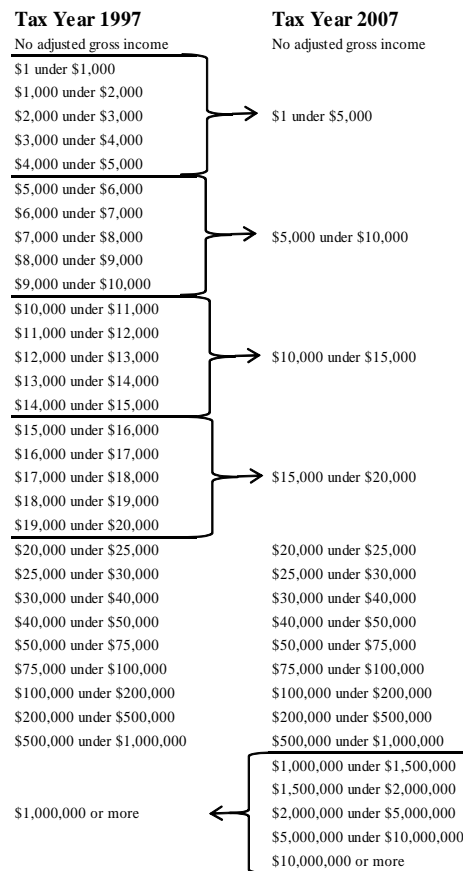 Tax Year 1997 Tax Year 2007
No adjusted gross income No adjusted gross income
$1 under $1,000
$1,000 under $2,000
$2,000 under $3,000 $1 under $5,000
$3,000 under $4,000
$4,000 under $5,000
$5,000 under $6,000
$6,000 under $7,000
$7,000 under $8,000 $5,000 under $10,000
$8,000 under $9,000
$9,000 under $10,000
$10,000 under $11,000
$11,000 under $12,000
$12,000 under $13,000 $10,000 under $15,000
$13,000 under $14,000
$14,000 under $15,000
$15,000 under $16,000
$16,000 under $17,000
$17,000 under $18,000 $15,000 under $20,000
$18,000 under $19,000
$19,000 under $20,000
$20,000 under $25,000 $20,000 under $25,000
$25,000 under $30,000 $25,000 under $30,000
$30,000 under $40,000 $30,000 under $40,000
$40,000 under $50,000 $40,000 under $50,000
$50,000 under $75,000 $50,000 under $75,000
$75,000 under $100,000 $75,000 under $100,000
$100,000 under $200,000 $100,000 under $200,000
$200,000 under $500,000 $200,000 under $500,000
$500,000 under $1,000,000 $500,000 under $1,000,000
$1,000,000 under $1,500,000
$1,500,000 under $2,000,000
$1,000,000 or more $2,000,000 under $5,000,000
$5,000,000 under $10,000,000
$10,000,000 or more